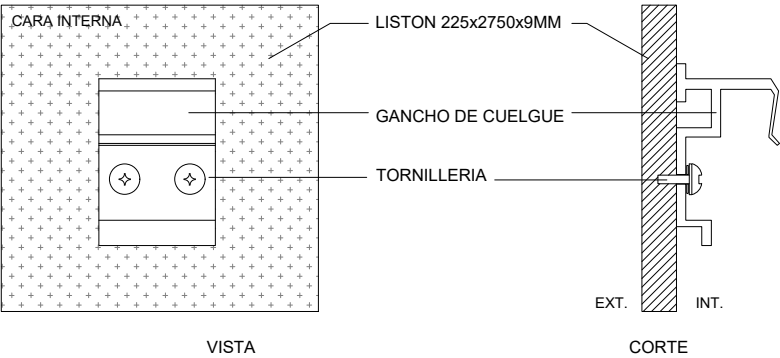 CARA INTERNA
LISTON 225x2750x9MM
GANCHO DE CUELGUE
TORNILLERIA
EXT.
INT.
VISTA
CORTE